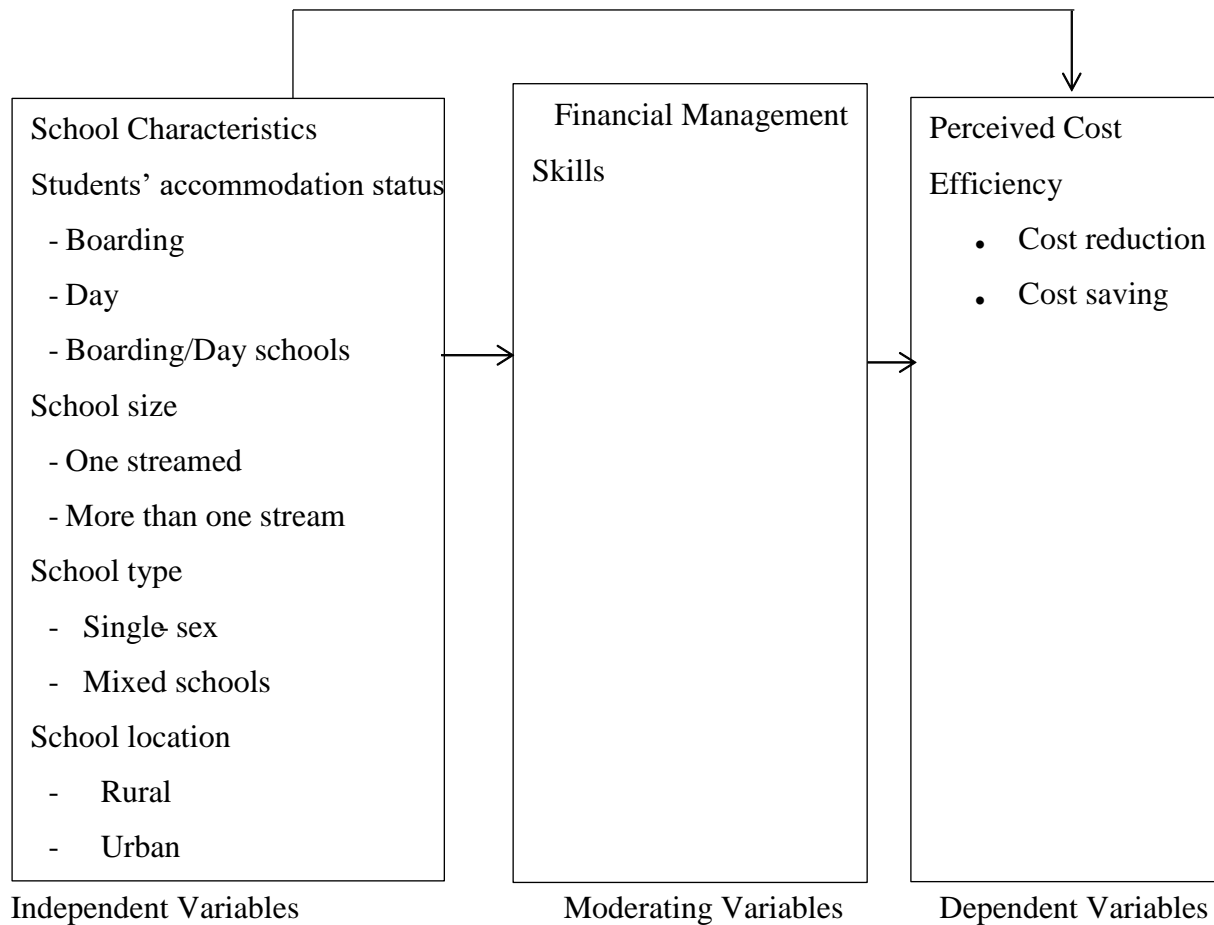 School Characteristics
Students’ accommodation status
- Boarding
- Day
- Boarding/Day schools
School size
- One streamed
- More than one stream
School type
- Single- sex
- Mixed schools
School location
- Rural
- Urban
Financial Management
Skills
Perceived Cost
Efficiency
• Cost reduction
• Cost saving
Independent Variables
Moderating Variables
Dependent Variables